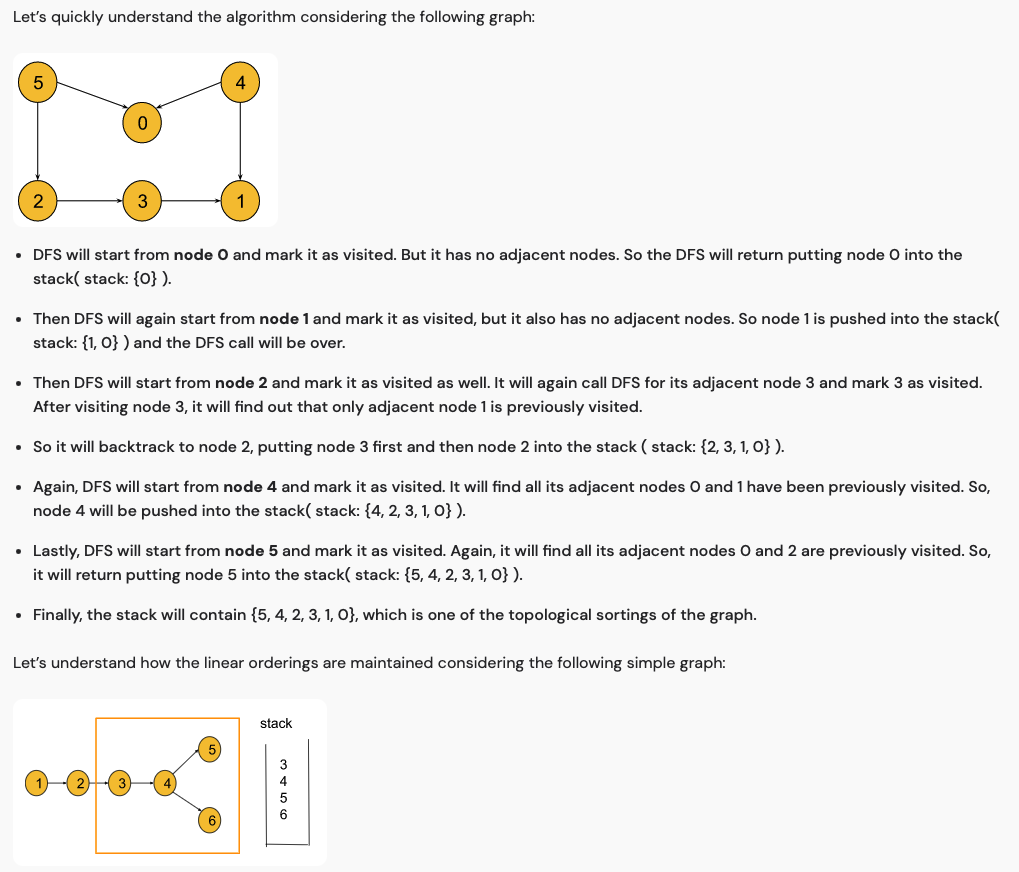 Let’s quickly understand the algorithm considering the following graph:
5
4
0
2
3
1
• DFS will start from node 0 and mark it as visited. But it has no adjacent nodes. So the DFS will return putting node 0 into the
stack( stack: {0} ).
• Then DFS will again start from node 1 and mark it as visited, but it also has no adjacent nodes. So node 1 is pushed into the stack(
stack: {1, 0} ) and the DFS call will be over.
• Then DFS will start from node 2 and mark it as visited as well. It will again call DFS for its adjacent node 3 and mark 3 as visited.
After visiting node 3, it will find out that only adjacent node 1 is previously visited.
• So it will backtrack to node 2, putting node 3 first and then node 2 into the stack ( stack: {2, 3, 1, 0} ).
• Again, DFS will start from node 4 and mark it as visited. It will find all its adjacent nodes 0 and 1 have been previously visited. So,
node 4 will be pushed into the stack( stack: {4, 2, 3, 1, 0} ).
• Lastly, DFS will start from node 5 and mark it as visited. Again, it will find all its adjacent nodes 0 and 2 are previously visited. So,
it will return putting node 5 into the stack( stack: {5, 4, 2, 3, 1, 0} ).
• Finally, the stack will contain {5, 4, 2, 3, 1, 0}, which is one of the topological sortings of the graph.
Let’s understand how the linear orderings are maintained considering the following simple graph:
1
2
3
4
5
6
stack
3
4
5
6